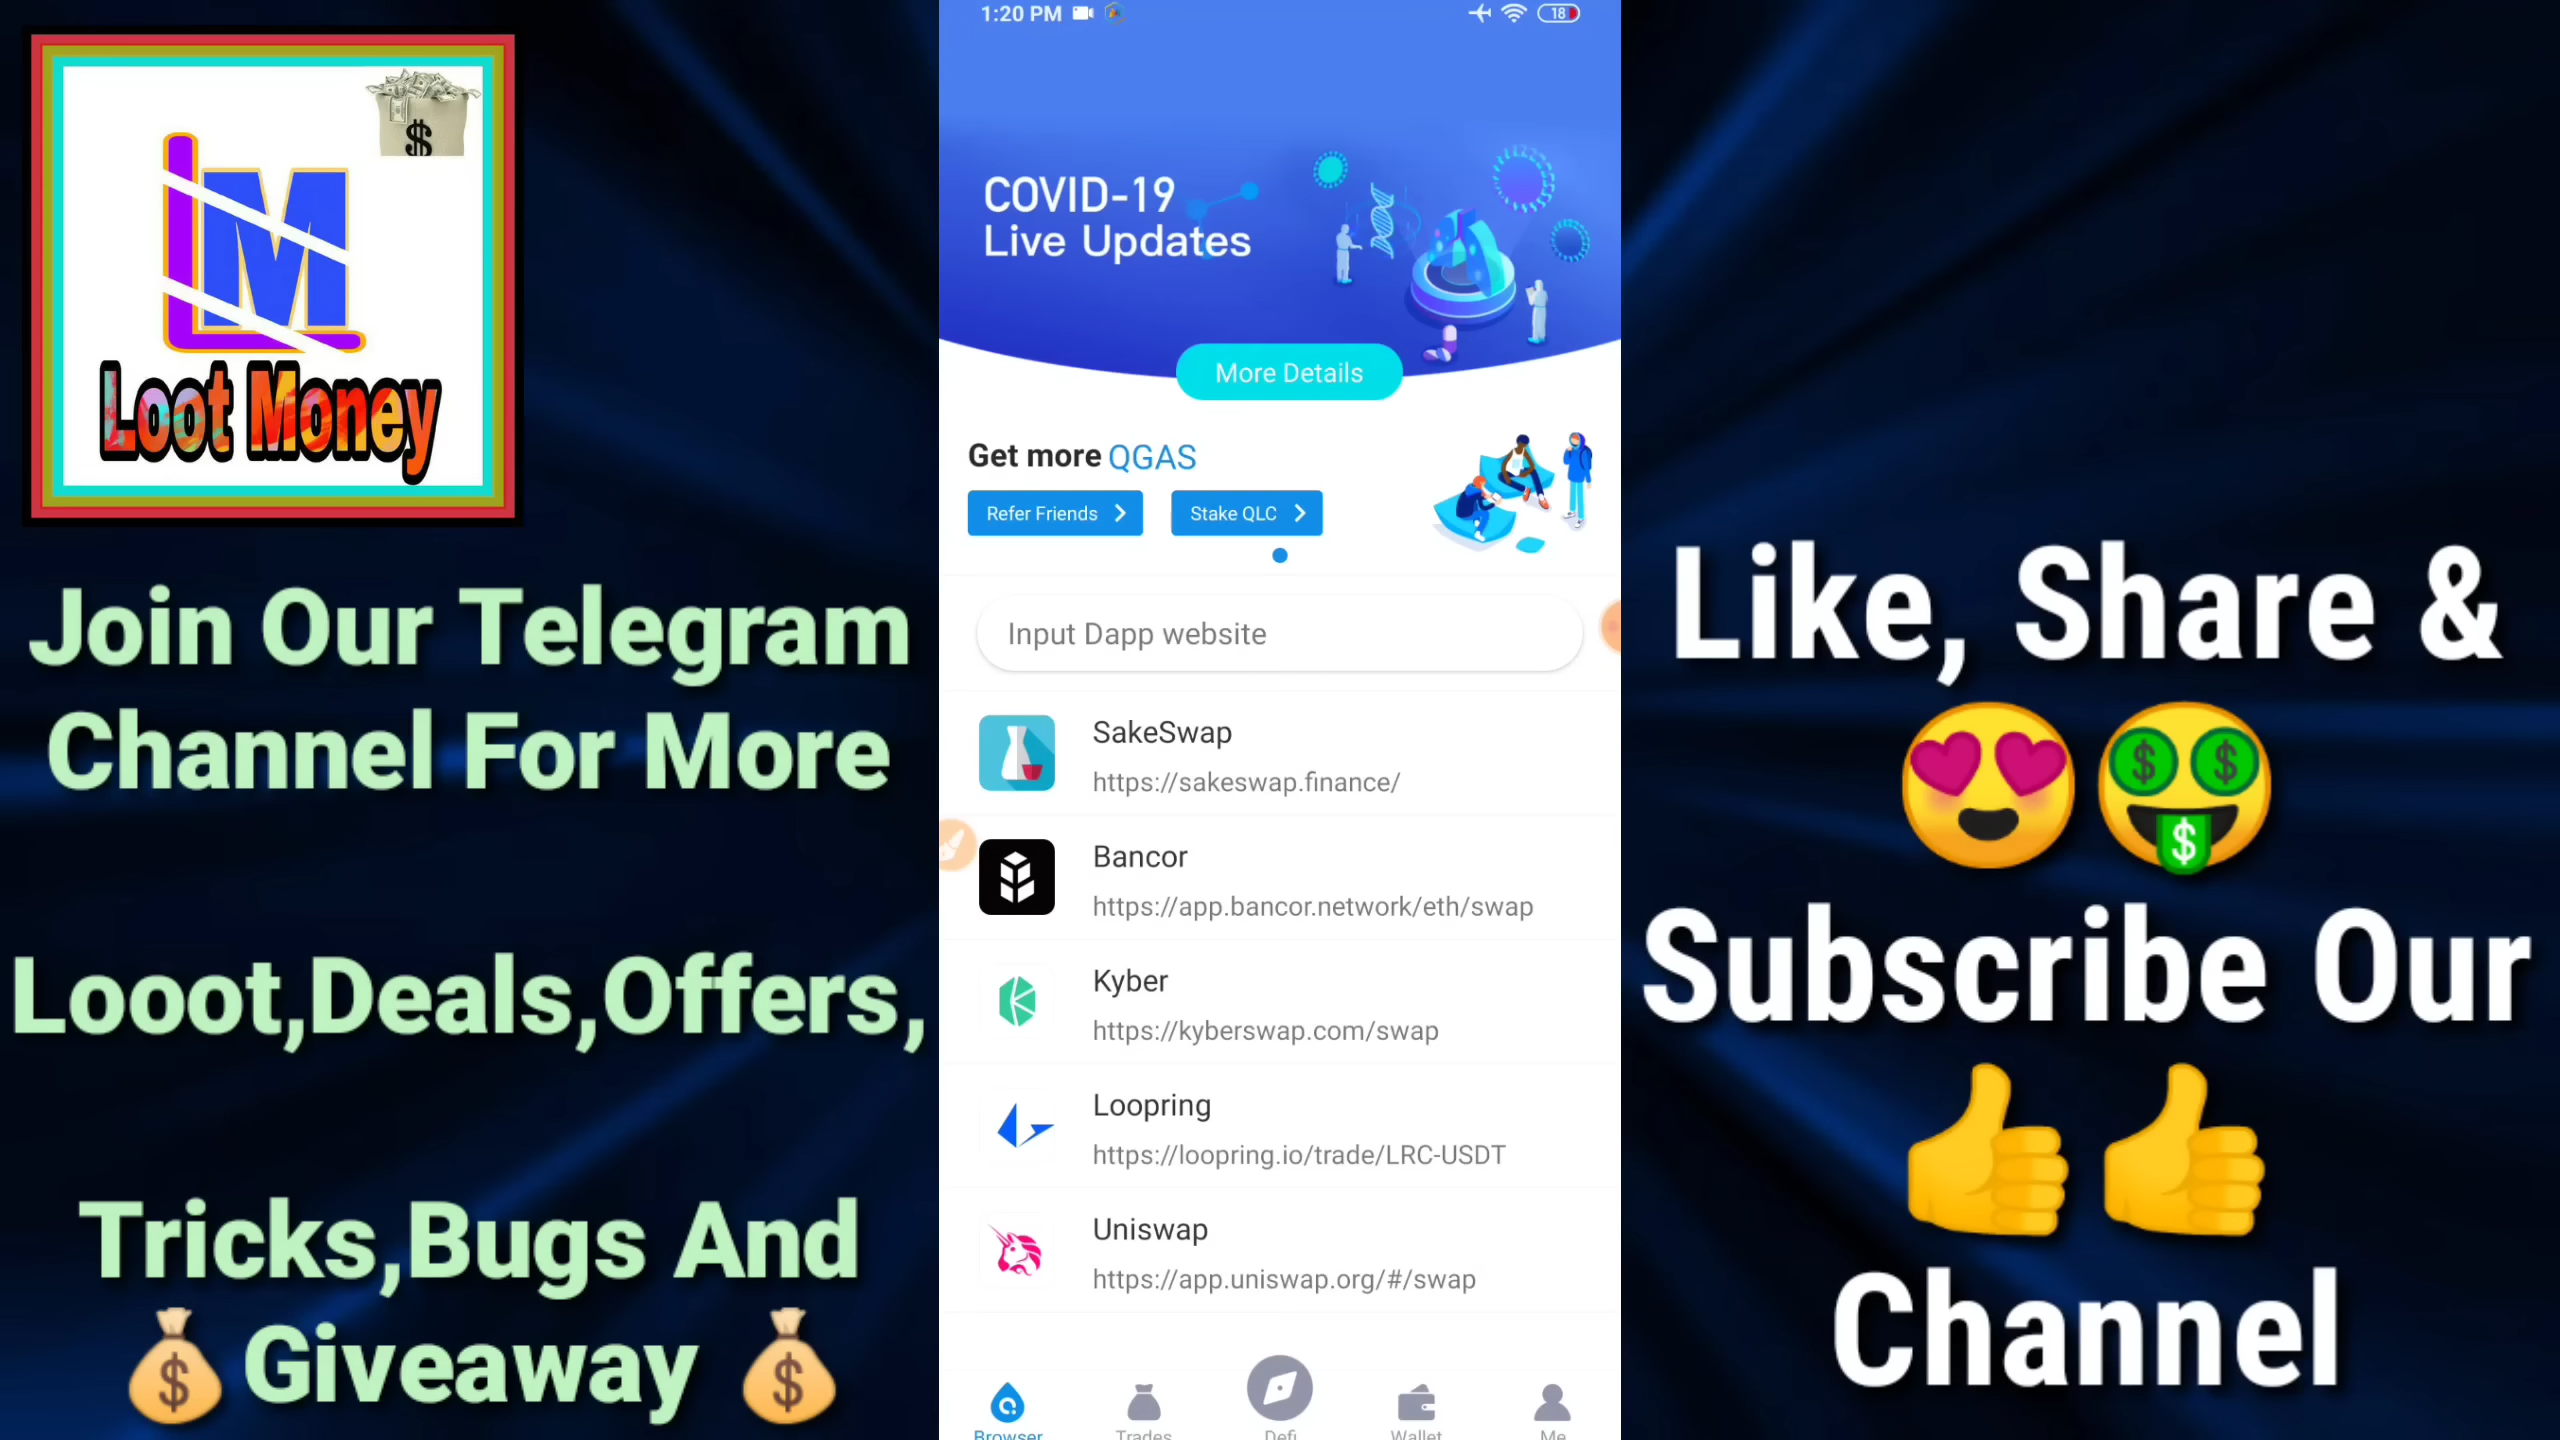 LM
Loot Money
Join Our Telegram
Channel For More
Looot,Deals,Offers,
Tricks,Bugs And
Giveaway
1:20 PM
18
COVID-19
Live Updates
More Details
Get more QGAS
Refer Friends
Stake QLC
Input Dapp website
SakeSwap
https://sakeswap.finance/
Bancor
https://app.bancor.network/eth/swap
Kyber
https://kyberswap.com/swap
Loopring
https://loopring.io/trade/LRC-USDT
Uniswap
https://app.uniswap.org/#/swap
Browser
Trades
Defi
Wallet
Me
Like, Share &
Subscribe Our
Channel